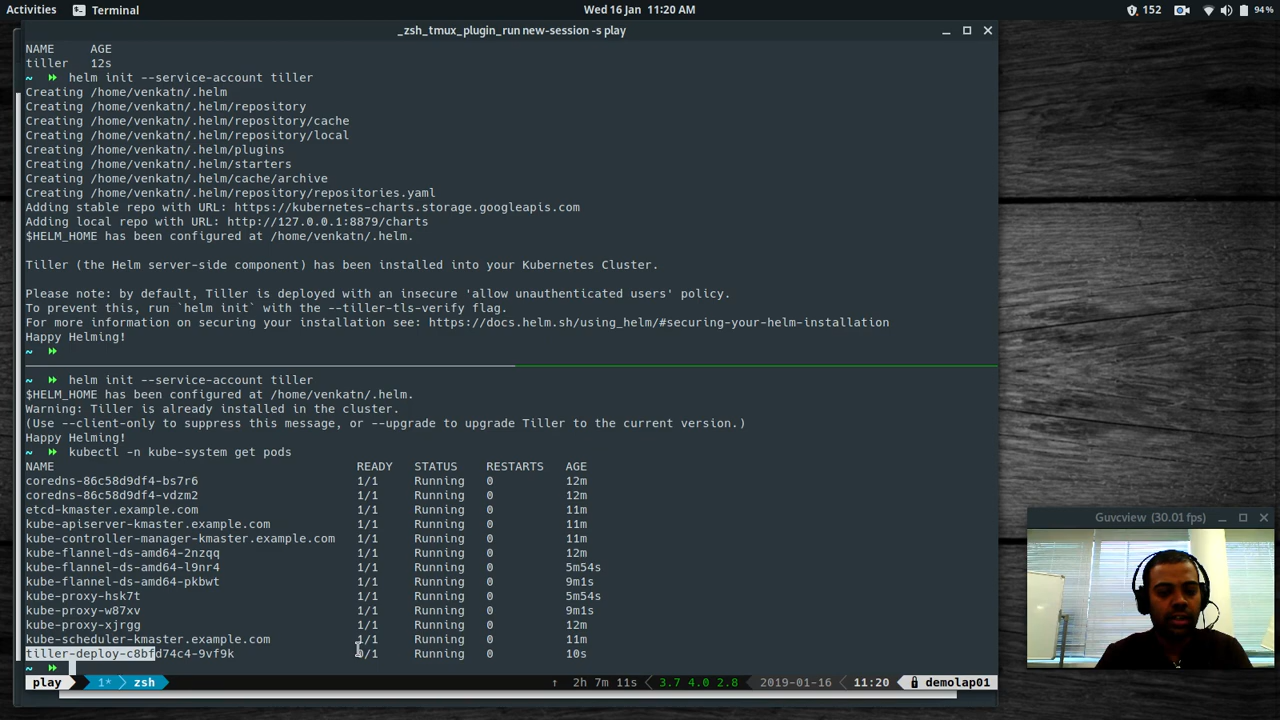 Activities Terminal Wed 16 Jan 11:20 AM 152 94%
_zsh_tmux_plugin_run new-session -s play
NAME AGE
tiller 12s
~ helm init --service-account tiller
Creating /home/venkatn/.helm
Creating /home/venkatn/.helm/repository
Creating /home/venkatn/.helm/repository/cache
Creating /home/venkatn/.helm/repository/local
Creating /home/venkatn/.helm/plugins
Creating /home/venkatn/.helm/starters
Creating /home/venkatn/.helm/cache/archive
Creating /home/venkatn/.helm/repository/repositories.yaml
Adding stable repo with URL: https://kubernetes-charts.storage.googleapis.com
Adding local repo with URL: http://127.0.0.1:8879/charts
$HELM_HOME has been configured at /home/venkatn/.helm.
Tiller (the Helm server-side component) has been installed into your Kubernetes Cluster.
Please note: by default, Tiller is deployed with an insecure 'allow unauthenticated users' policy.
To prevent this, run `helm init` with the --tiller-tls-verify flag.
For more information on securing your installation see: https://docs.helm.sh/using_helm/#securing-your-helm-installation
Happy Helming!
~
~ helm init --service-account tiller
$HELM_HOME has been configured at /home/venkatn/.helm.
Warning: Tiller is already installed in the cluster.
(Use --client-only to suppress this message, or --upgrade to upgrade Tiller to the current version.)
Happy Helming!
~ kubectl -n kube-system get pods
NAME READY STATUS RESTARTS AGE
coredns-86c58d9df4-bs7r6 1/1 Running 0 12m
coredns-86c58d9df4-vdzm2 1/1 Running 0 12m
etcd-kmaster.example.com 1/1 Running 0 11m
kube-apiserver-kmaster.example.com 1/1 Running 0 11m
kube-controller-manager-kmaster.example.com 1/1 Running 0 11m
kube-flannel-ds-amd64-2nzqq 1/1 Running 0 12m
kube-flannel-ds-amd64-l9nr4 1/1 Running 0 5m54s
kube-flannel-ds-amd64-pkbwt 1/1 Running 0 9m1s
kube-proxy-hsk7t 1/1 Running 0 5m54s
kube-proxy-w87xv 1/1 Running 0 9m1s
kube-proxy-xjrgg 1/1 Running 0 12m
kube-scheduler-kmaster.example.com 1/1 Running 0 11m
tiller-deploy-c8bfd74c4-9vf9k 0/1 Running 0 10s
~
play 1* zsh ↑ 2h 7m 11s 3.7 4.0 2.8 2019-01-16 11:20 demolap01
Guvcview (30.01 fps)